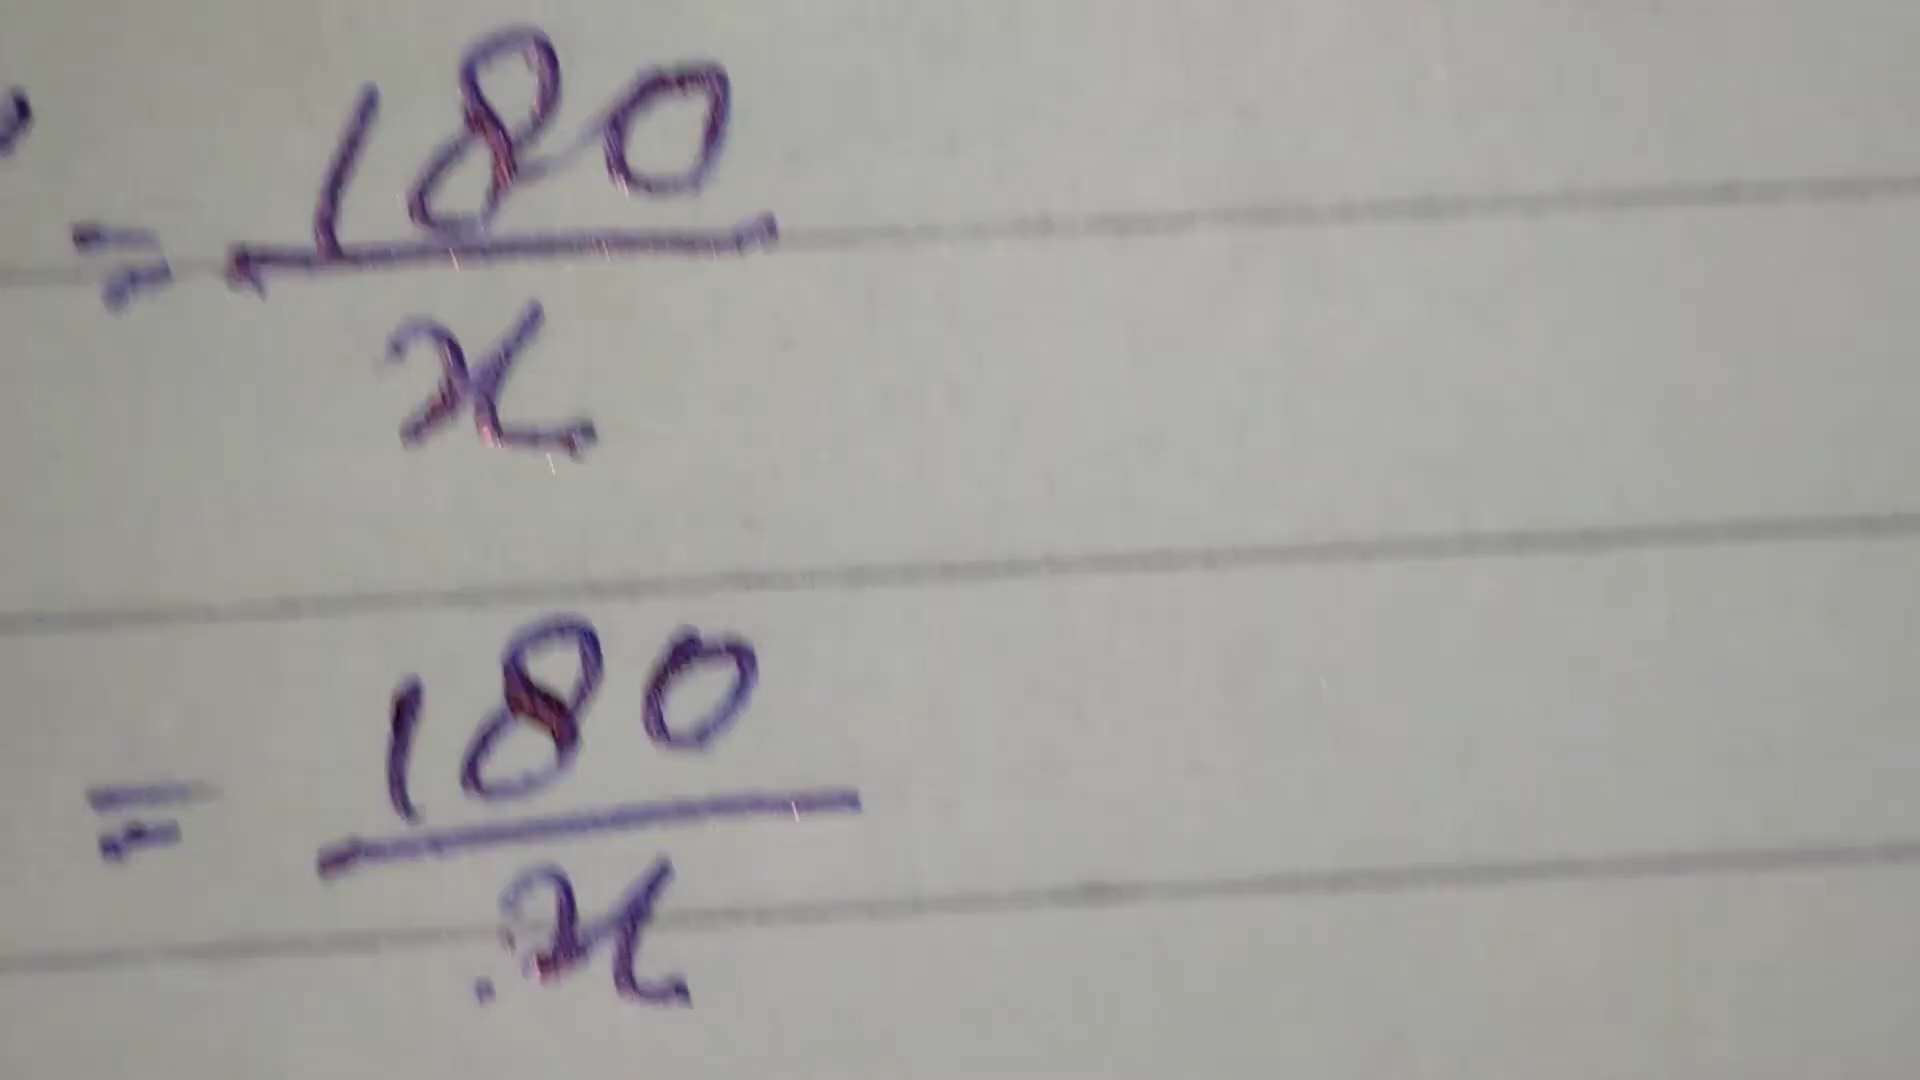 = 180/x
= 180/x